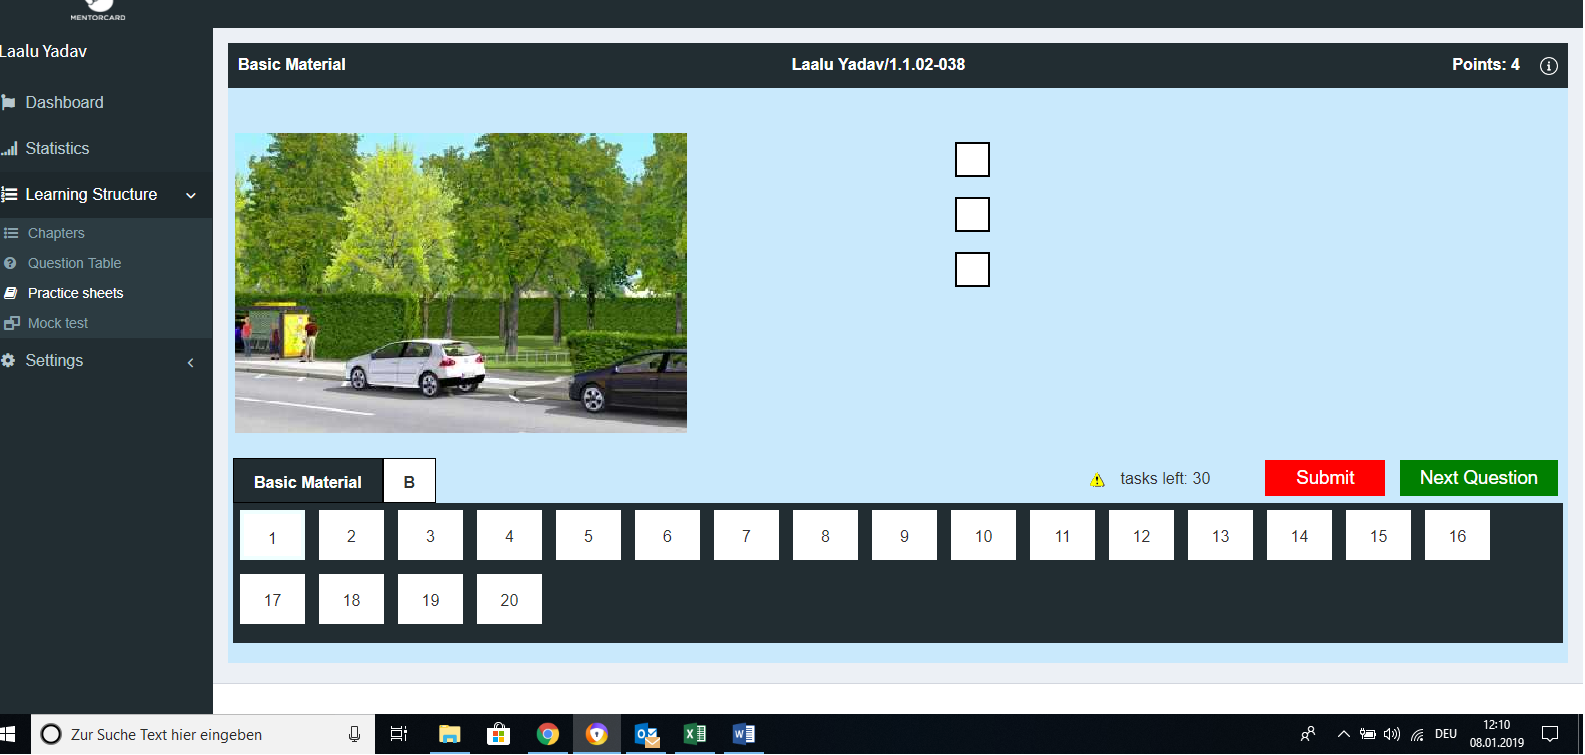 MENTORCARD
Laalu Yadav
Dashboard
Statistics
Learning Structure
Chapters
Question Table
Practice sheets
Mock test
Settings
Basic Material
Laalu Yadav/1.1.02-038
Points: 4
Basic Material
B
tasks left: 30
Submit
Next Question
1 2 3 4 5 6 7 8 9 10 11 12 13 14 15 16
17 18 19 20
Zur Suche Text hier eingeben
DEU
12:10
08.01.2019